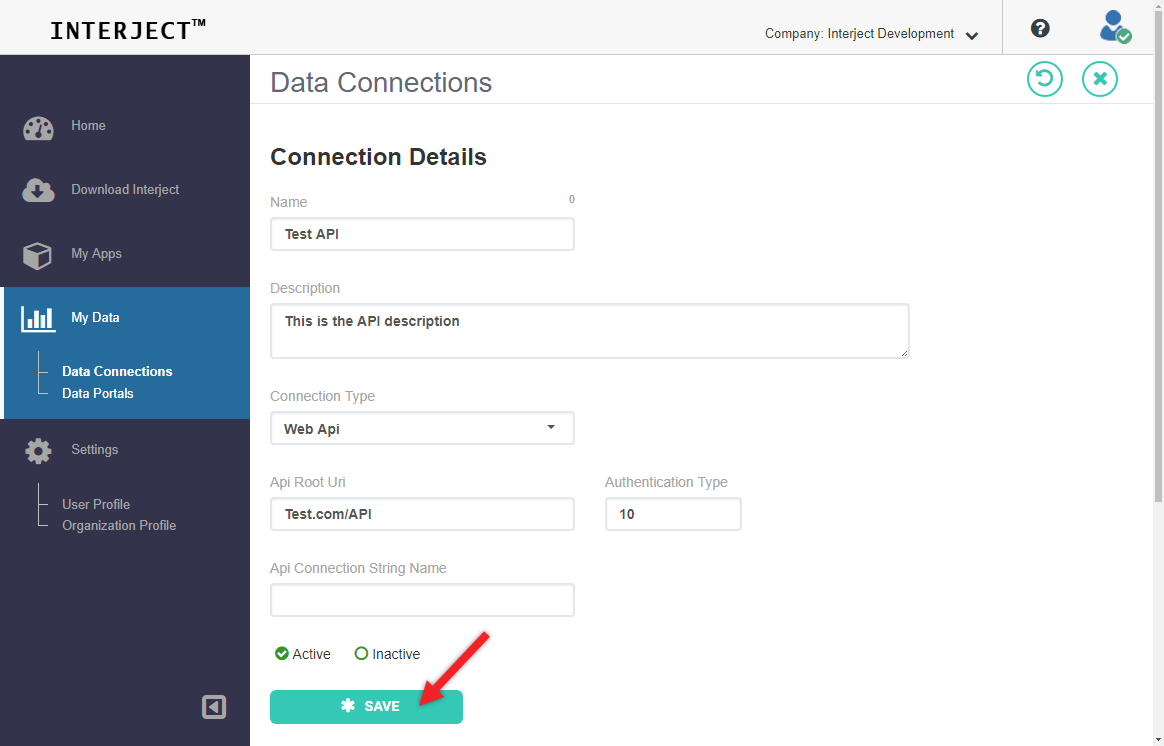 INTERJECT™
Company: Interject Development
Data Connections
Home
Download Interject
My Apps
My Data
Data Connections
Data Portals
Settings
User Profile
Organization Profile
Connection Details
Name 0
Test API
Description
This is the API description
Connection Type
Web Api
Api Root Uri Authentication Type
Test.com/API 10
Api Connection String Name
Active Inactive
SAVE